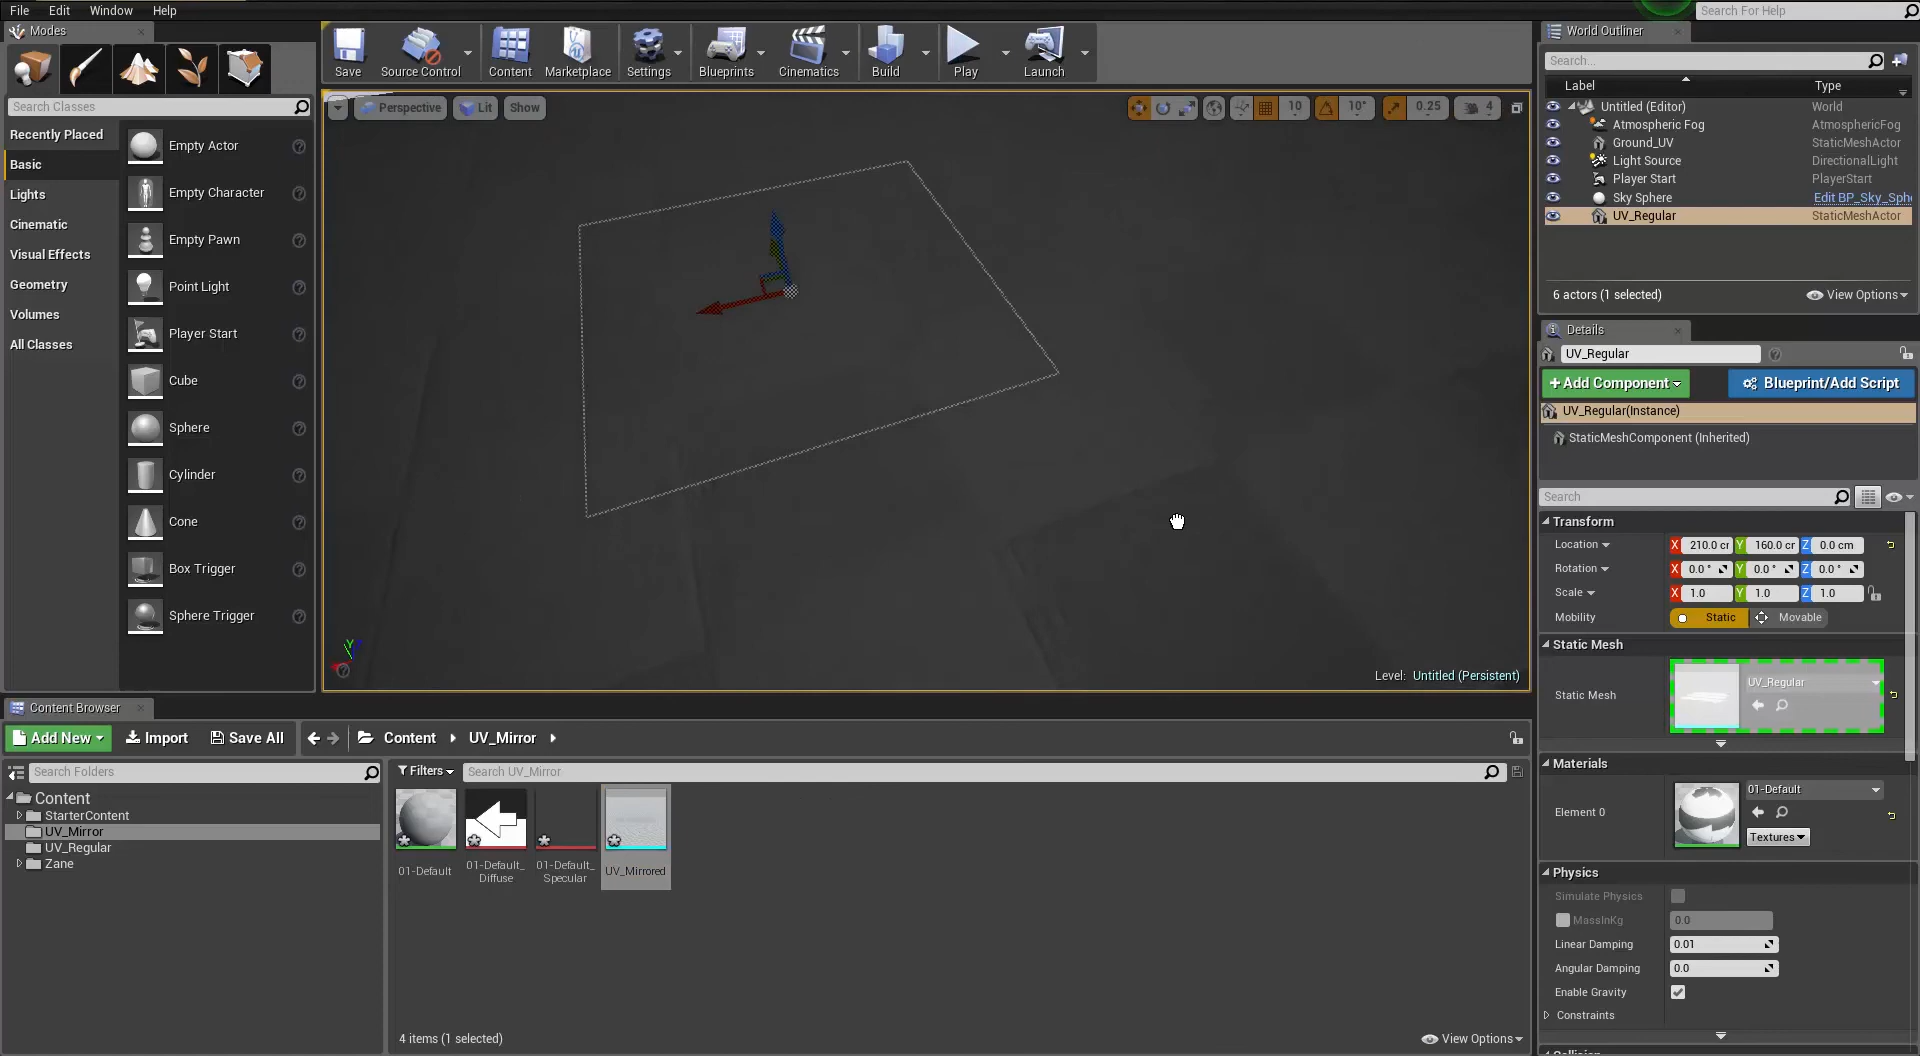 File Edit Window Help
Search For Help
Modes
Search Classes
Recently Placed
Basic
Lights
Cinematic
Visual Effects
Geometry
Volumes
All Classes
Empty Actor
Empty Character
Empty Pawn
Point Light
Player Start
Cube
Sphere
Cylinder
Cone
Box Trigger
Sphere Trigger
Save
Source Control
Content
Marketplace
Settings
Blueprints
Cinematics
Build
Play
Launch
Perspective
Lit
Show
10
10°
0.25
4
Level: Untitled (Persistent)
World Outliner
Search...
Label Type
Untitled (Editor) World
Atmospheric Fog AtmosphericFog
Ground_UV StaticMeshActor
Light Source DirectionalLight
Player Start PlayerStart
Sky Sphere Edit BP_Sky_Sph
UV_Regular StaticMeshActor
6 actors (1 selected)
View Options
Details
UV_Regular
+Add Component
Blueprint/Add Script
UV_Regular(Instance)
StaticMeshComponent (Inherited)
Search
Transform
Location X 210.0 cr Y 160.0 cr Z 0.0 cm
Rotation X 0.0 ° Y 0.0 ° Z 0.0 °
Scale X 1.0 Y 1.0 Z 1.0
Mobility Static Movable
Static Mesh
Static Mesh
UV_Regular
Materials
Element 0
01-Default
Textures
Physics
Simulate Physics
MassInKg 0.0
Linear Damping 0.01
Angular Damping 0.0
Enable Gravity
Constraints
Content Browser
Add New
Import
Save All
Content
UV_Mirror
Search Folders
Content
StarterContent
UV_Mirror
UV_Regular
Zane
Filters
Search UV_Mirror
01-Default
01-Default_
Diffuse
01-Default_
Specular
UV_Mirrored
4 items (1 selected)
View Options